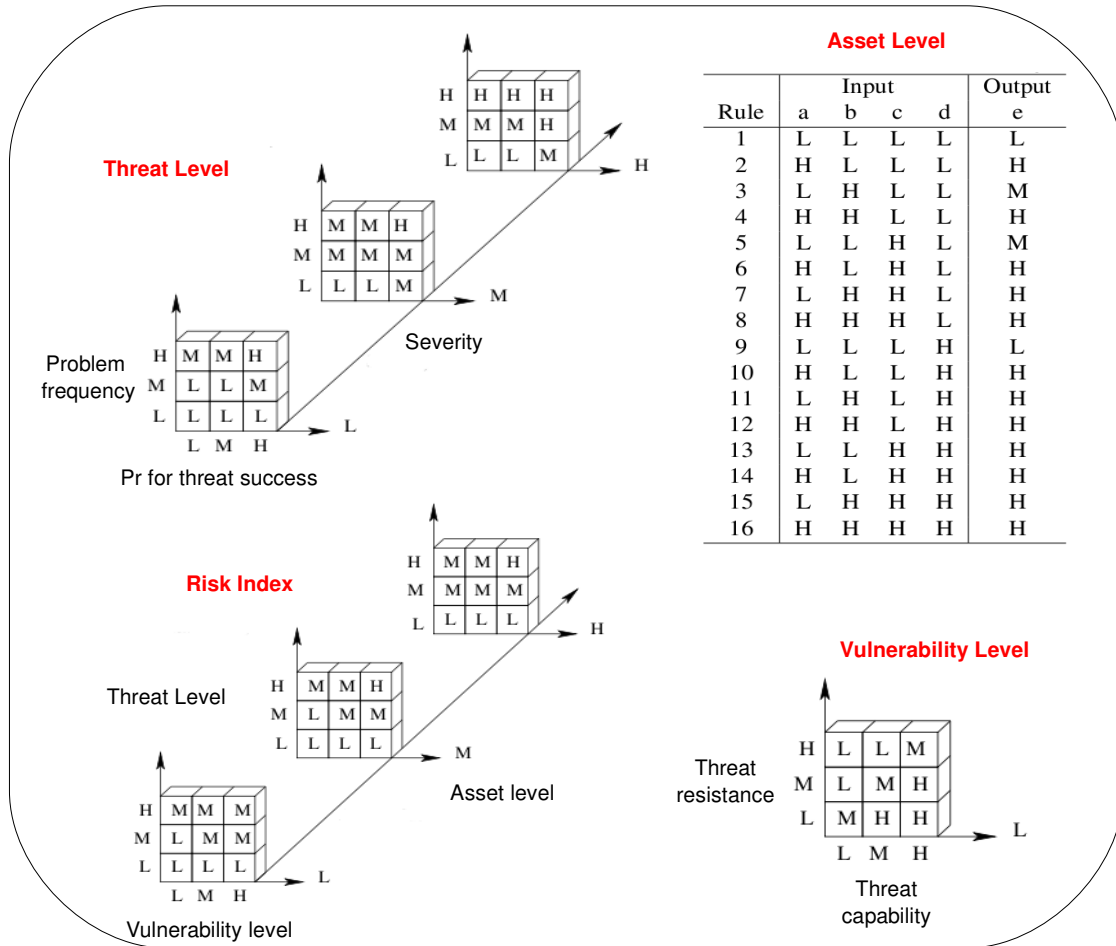 Threat Level
H H H H
M M M H
L L L M
H
H M M H
M M M M
L L L M
M
Severity
Problem
frequency
H M M H
M L L M
L L L L
L
L M H
Pr for threat success
Asset Level
Input Output
Rule a b c d e
1 L L L L L
2 H L L L H
3 L H L L M
4 H H L L H
5 L L H L M
6 H L H L H
7 L H H L H
8 H H H L H
9 L L L H L
10 H L L H H
11 L H L H H
12 H H L H H
13 L L H H H
14 H L H H H
15 L H H H H
16 H H H H H
Risk Index
H M M H
M M M M
L L L L
H
Threat Level
H M M H
M L M M
L L L L
M
Asset level
H M M M
M L M M
L L L L
L
L M H
Vulnerability level
Vulnerability Level
Threat
resistance
H L L M
M L M H
L M H H
L
L M H
Threat
capability